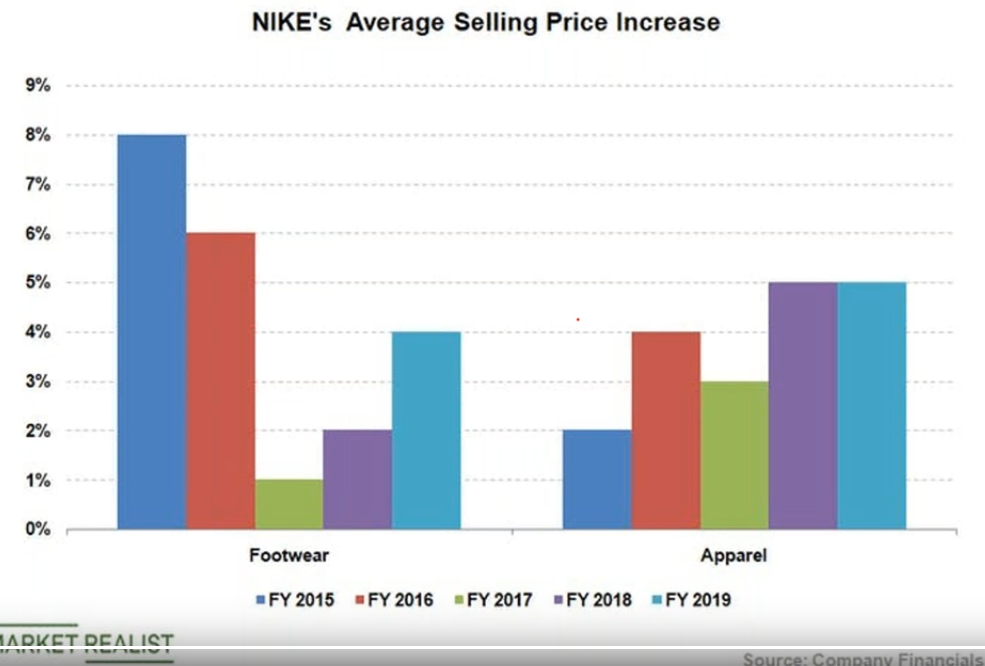 NIKE's Average Selling Price Increase
9%
8%
7%
6%
5%
4%
3%
2%
1%
0%
Footwear Apparel
FY 2015 FY 2016 FY 2017 FY 2018 FY 2019
MARKET REALIST
Source: Company Financials